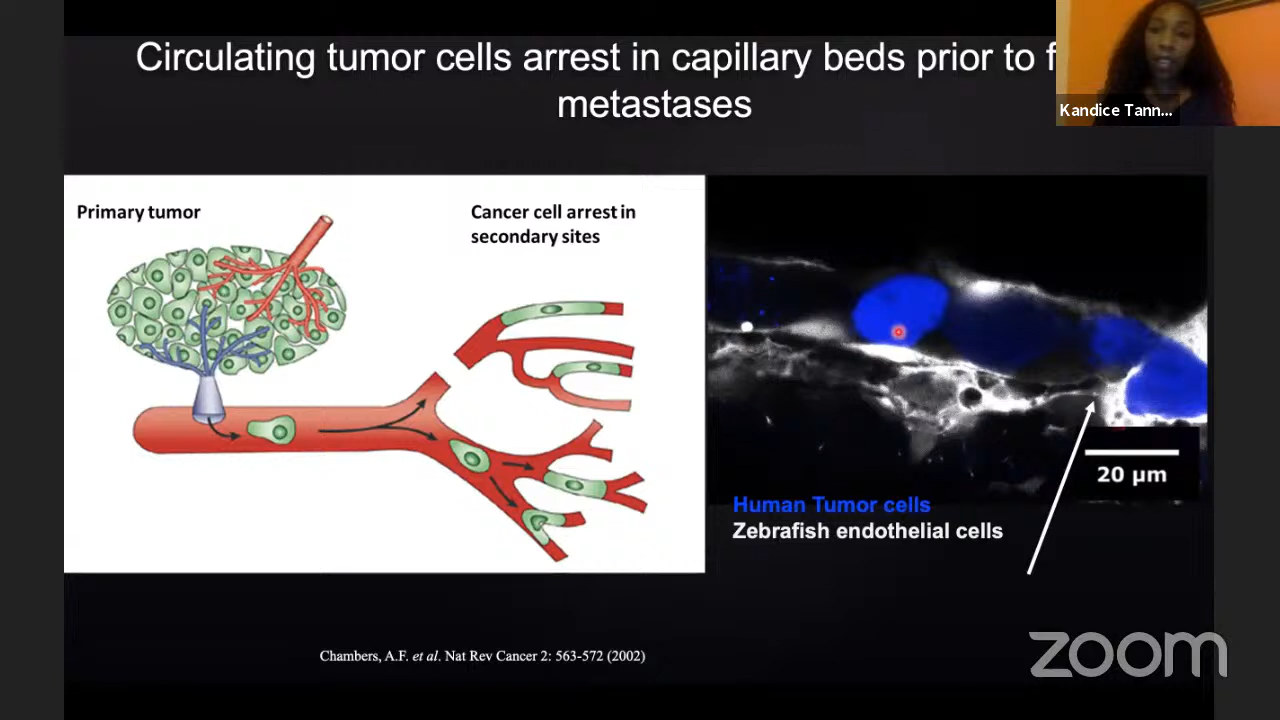 Circulating tumor cells arrest in capillary beds prior to
metastases
Kandice Tann...
Primary tumor
Cancer cell arrest in
secondary sites
20 µm
Human Tumor cells
Zebrafish endothelial cells
Chambers, A.F. et al. Nat Rev Cancer 2: 563-572 (2002)
zoom